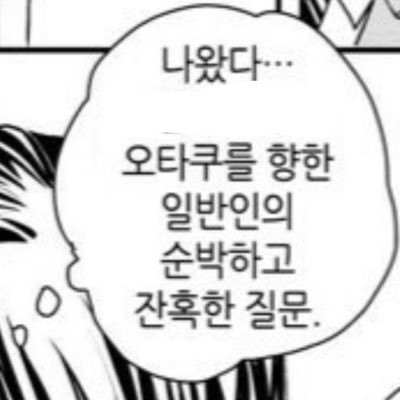 나왔다…
오타쿠를 향한
일반인의
순박하고
잔혹한 질문.